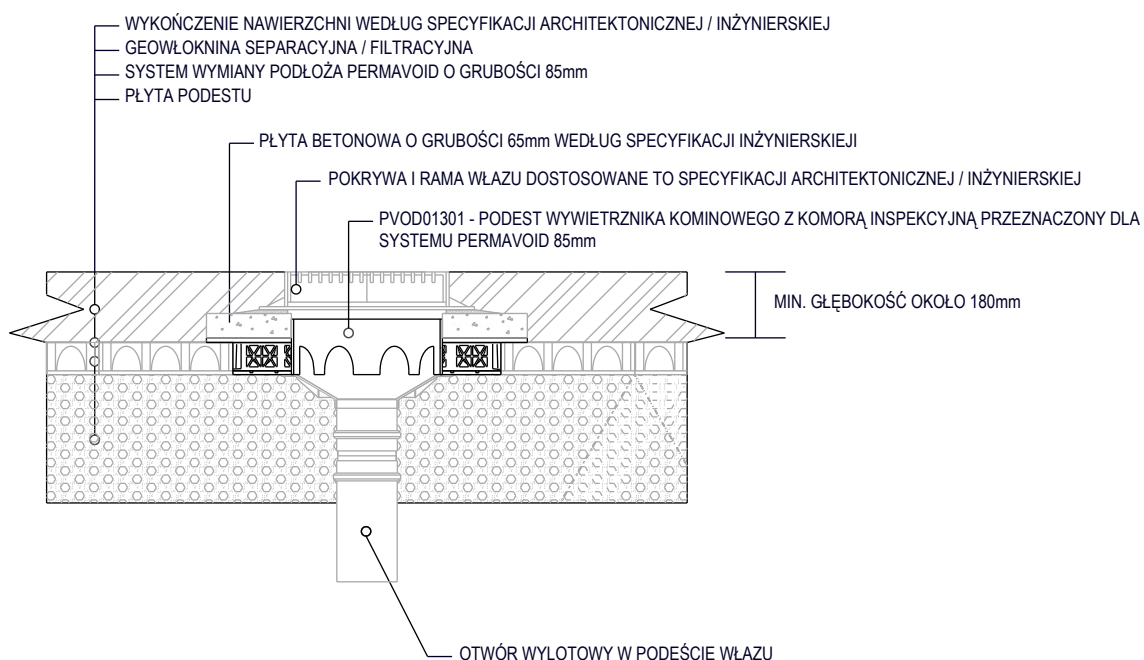 WYKOŃCZENIE NAWIERZCHNI WEDŁUG SPECYFIKACJI ARCHITEKTONICZNEJ / INŻYNIERSKIEJ
GEOWŁOKNINA SEPARACYJNA / FILTRACYJNA
SYSTEM WYMIANY PODŁOŻA PERMAVOID O GRUBOŚCI 85mm
PŁYTA PODESTU
PŁYTA BETONOWA O GRUBOŚCI 65mm WEDŁUG SPECYFIKACJI INŻYNIERSKIEJI
POKRYWA I RAMA WŁAZU DOSTOSOWANE TO SPECYFIKACJI ARCHITEKTONICZNEJ / INŻYNIERSKIEJ
PVOD01301 - PODEST WYWIETRZNIKA KOMINOWEGO Z KOMORĄ INSPEKCYJNĄ PRZEZNACZONY DLA
SYSTEMU PERMAVOID 85mm
MIN. GŁĘBOKOŚĆ OKOŁO 180mm
OTWÓR WYLOTOWY W PODEŚCIE WŁAZU